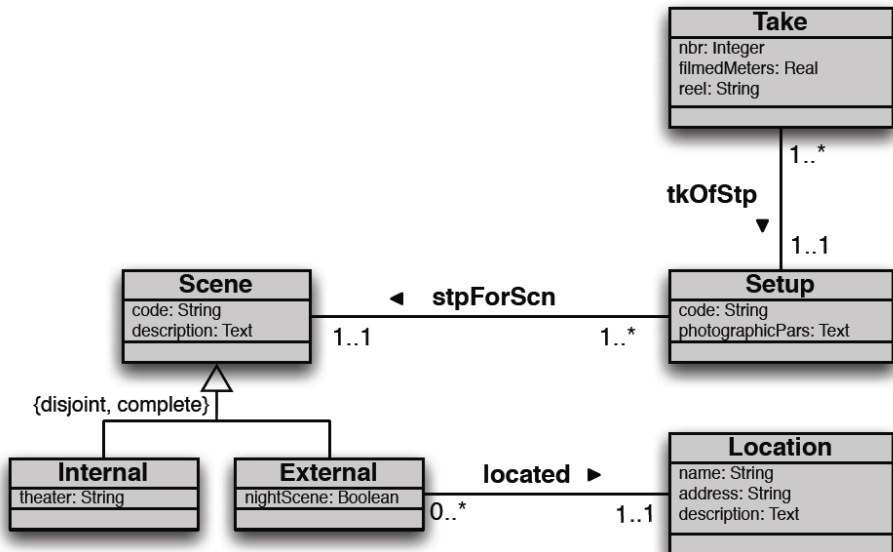 Take
nbr: Integer
filmedMeters: Real
reel: String
1..*
tkOfStp
1..1
Scene
code: String
description: Text
stpForScn
1..1
1..*
Setup
code: String
photographicPars: Text
{disjoint, complete}
Internal
theater: String
External
nightScene: Boolean
located
0..*
1..1
Location
name: String
address: String
description: Text